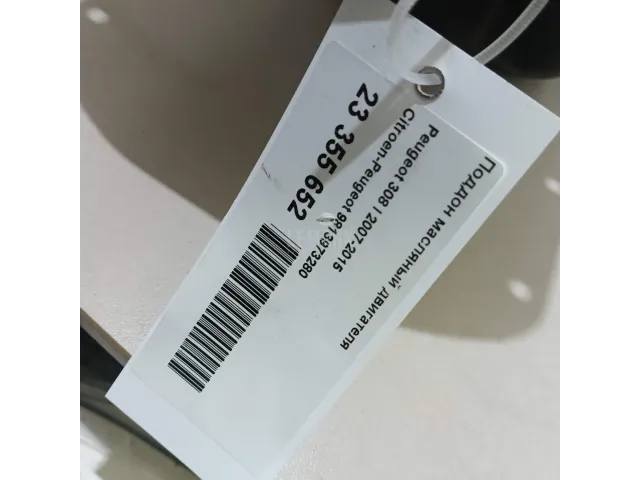 Поддон масляный двигателя
Peugeot 308 I 2007-2015
Citroen-Peugeot 9813973280
23 355 652